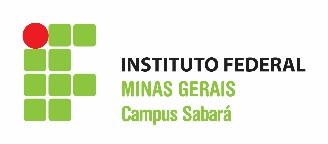 INSTITUTO FEDERAL
MINAS GERAIS
Campus Sabará